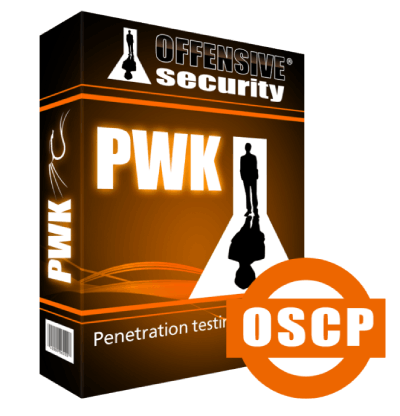 OFFENSIVE®
security
PWK
PWK
Penetration testin
OSCP